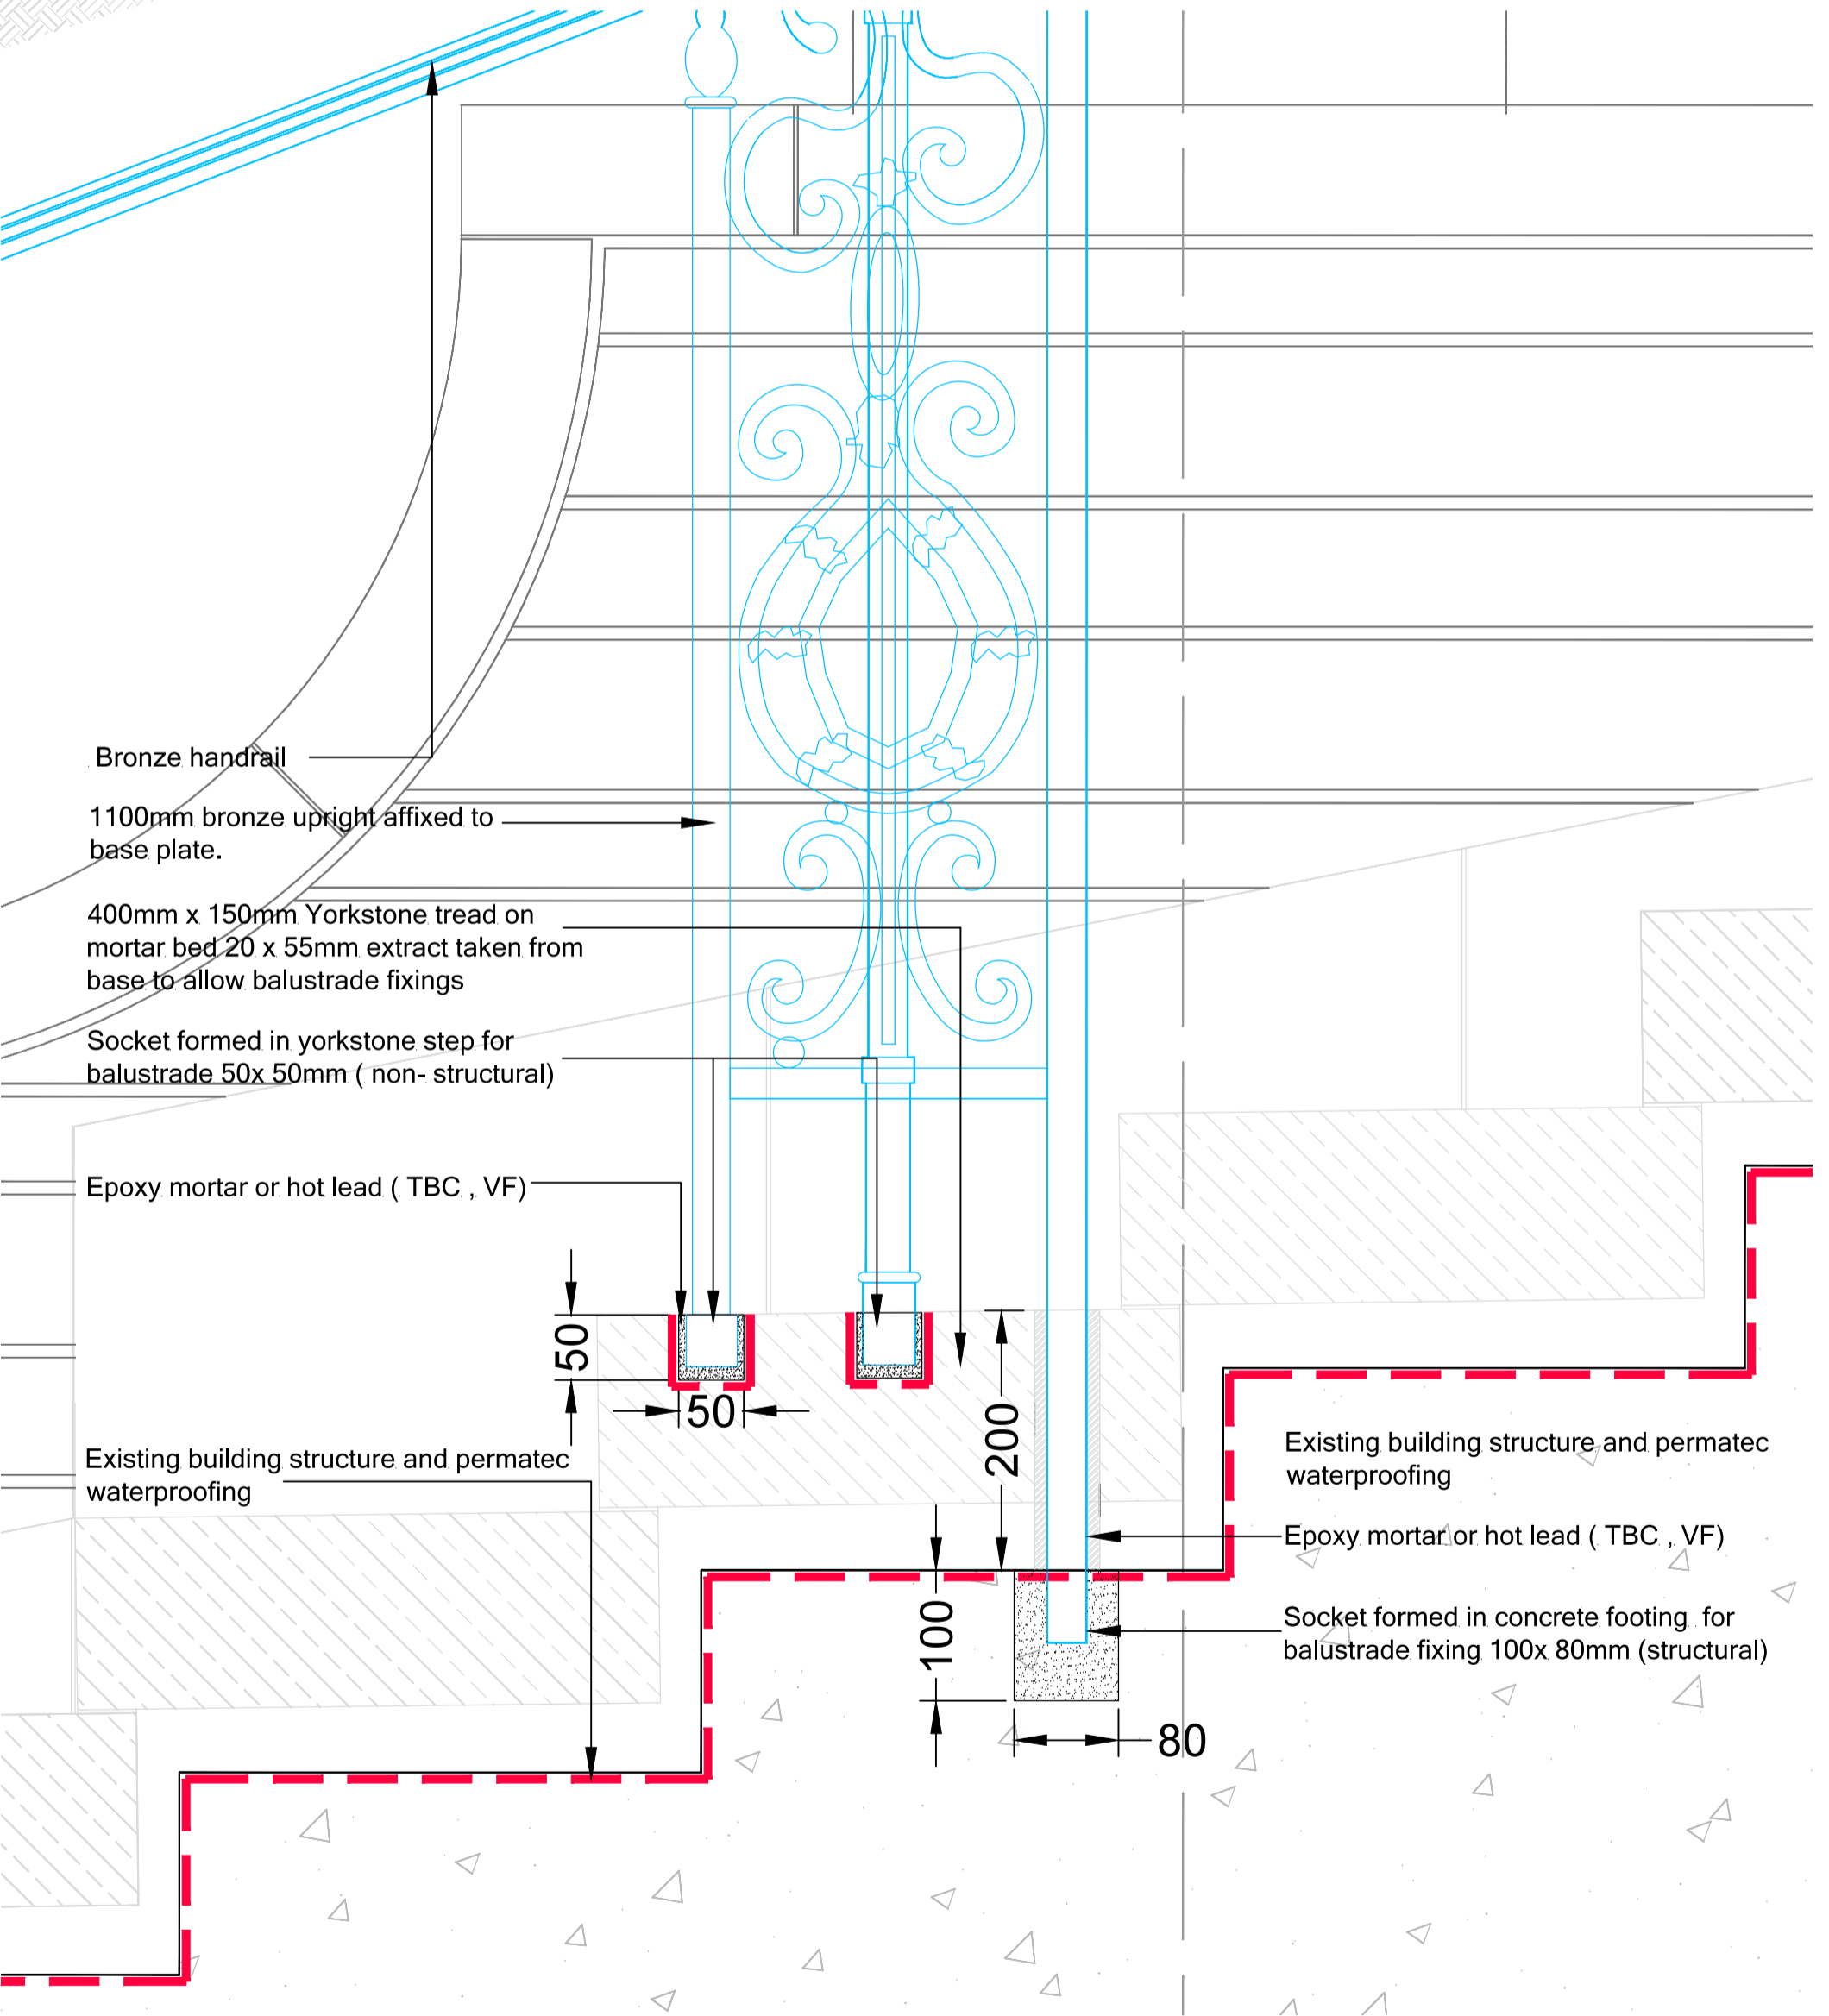 Bronze handrail
1100mm bronze upright affixed to
base plate.
400mm x 150mm Yorkstone tread on
mortar bed 20 x 55mm extract taken from
base to allow balustrade fixings
Socket formed in yorkstone step for
balustrade 50x 50mm ( non- structural)
Epoxy mortar or hot lead ( TBC , VF)
50
50
Existing building structure and permatec
waterproofing
200
100
80
Existing building structure and permatec
waterproofing
Epoxy mortar or hot lead ( TBC , VF)
Socket formed in concrete footing for
balustrade fixing 100x 80mm (structural)